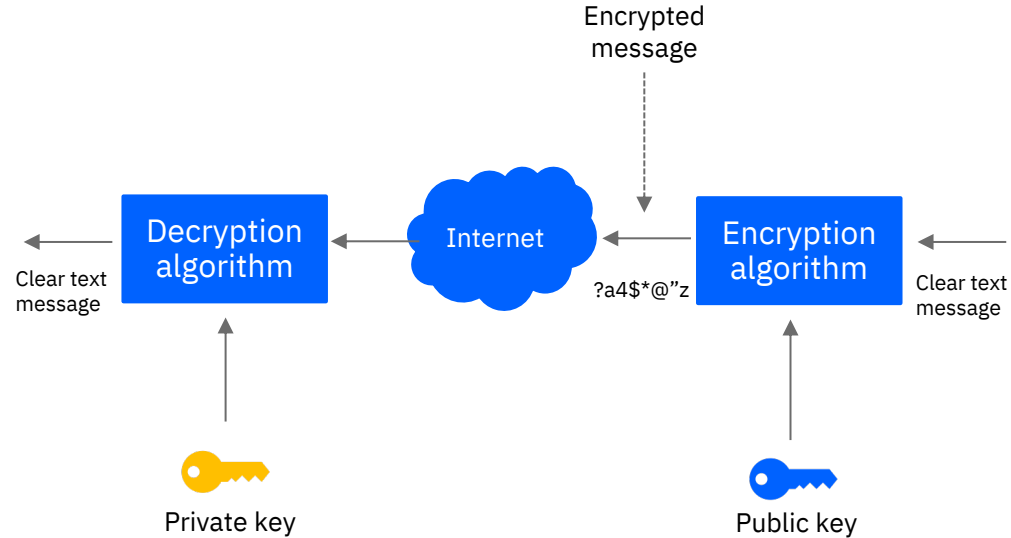 Encrypted
message
Decryption
algorithm
Internet
Encryption
algorithm
Clear text
message
?a4$*@”z
Clear text
message
Private key
Public key